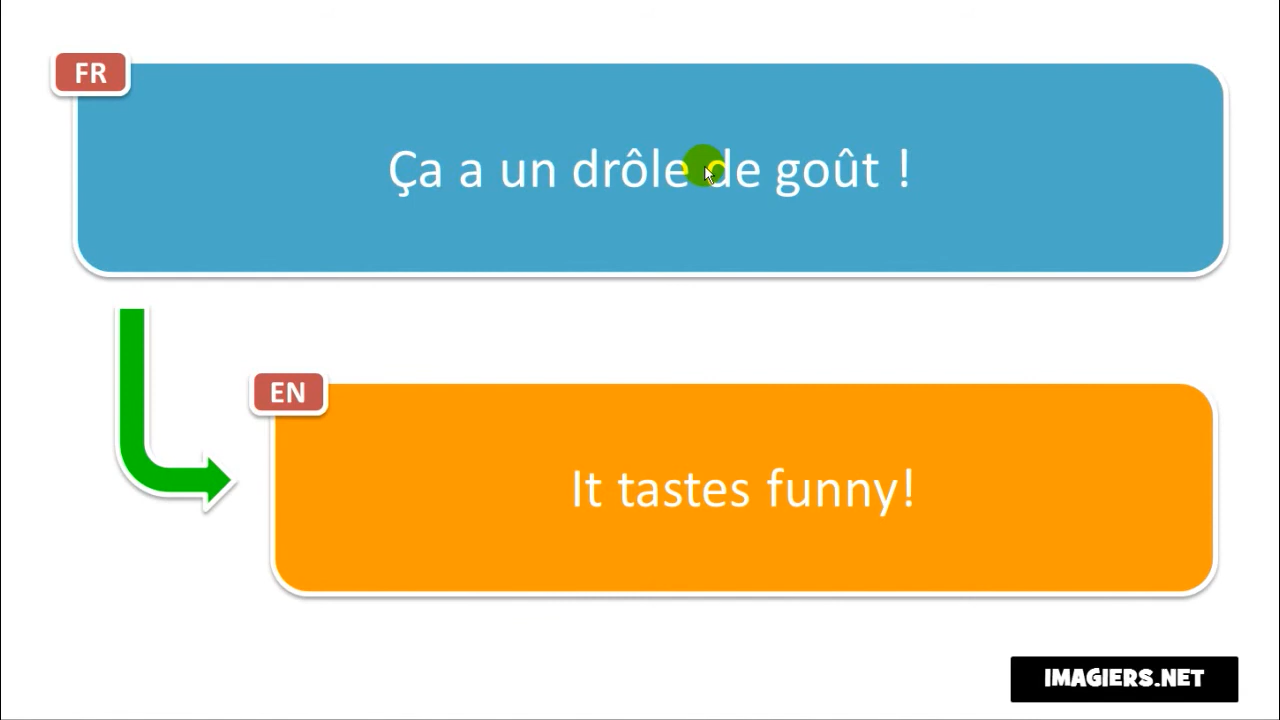 FR
Ça a un drôle de goût !
EN
It tastes funny!
IMAGIERS.NET